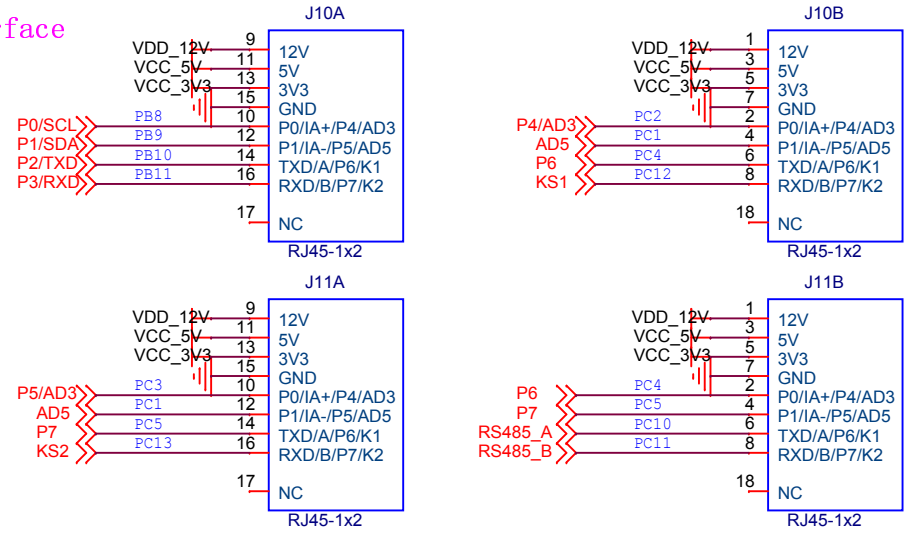 rface
J10A
VDD_12V
9
12V
VCC_5V
11
5V
VCC_3V3
13
3V3
15
GND
P0/SCL
PB8
10
P0/IA+/P4/AD3
P1/SDA
PB9
12
P1/IA-/P5/AD5
P2/TXD
PB10
14
TXD/A/P6/K1
P3/RXD
PB11
16
RXD/B/P7/K2
17
NC
RJ45-1x2
J10B
VDD_12V
1
12V
VCC_5V
3
5V
VCC_3V3
5
3V3
7
GND
P4/AD3
PC2
2
P0/IA+/P4/AD3
AD5
PC1
4
P1/IA-/P5/AD5
P6
PC4
6
TXD/A/P6/K1
KS1
PC12
8
RXD/B/P7/K2
18
NC
RJ45-1x2
J11A
VDD_12V
9
12V
VCC_5V
11
5V
VCC_3V3
13
3V3
15
GND
P5/AD3
PC3
10
P0/IA+/P4/AD3
AD5
PC1
12
P1/IA-/P5/AD5
P7
PC5
14
TXD/A/P6/K1
KS2
PC13
16
RXD/B/P7/K2
17
NC
RJ45-1x2
J11B
VDD_12V
1
12V
VCC_5V
3
5V
VCC_3V3
5
3V3
7
GND
P6
PC4
2
P0/IA+/P4/AD3
P7
PC5
4
P1/IA-/P5/AD5
RS485_A
PC10
6
TXD/A/P6/K1
RS485_B
PC11
8
RXD/B/P7/K2
18
NC
RJ45-1x2